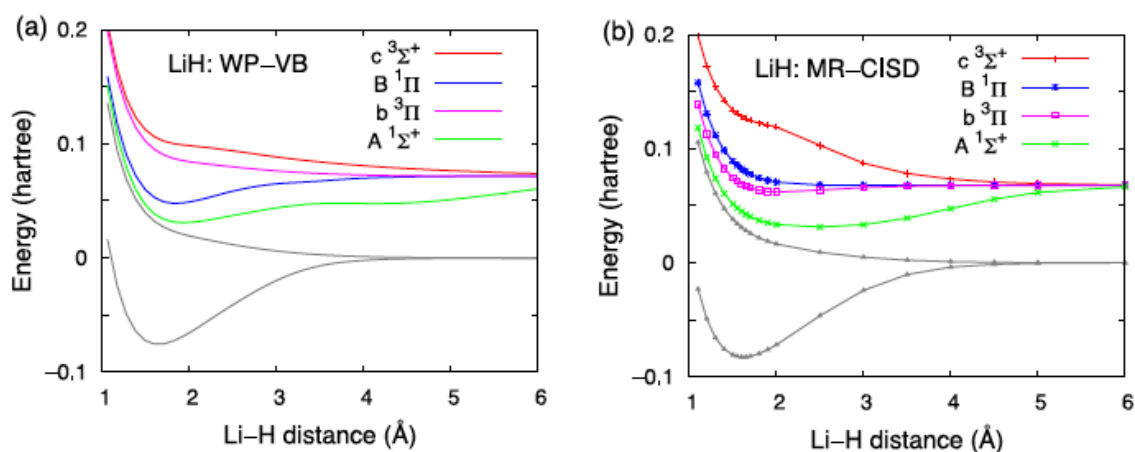 (a)
0.2
0.1
0
−0.1
Energy (hartree)
LiH: WP−VB
c ³Σ⁺
B ¹Π
b ³Π
A ¹Σ⁺
1 2 3 4 5 6
Li−H distance (Å)
(b)
0.2
0.1
0
−0.1
Energy (hartree)
LiH: MR−CISD
c ³Σ⁺
B ¹Π
b ³Π
A ¹Σ⁺
1 2 3 4 5 6
Li−H distance (Å)